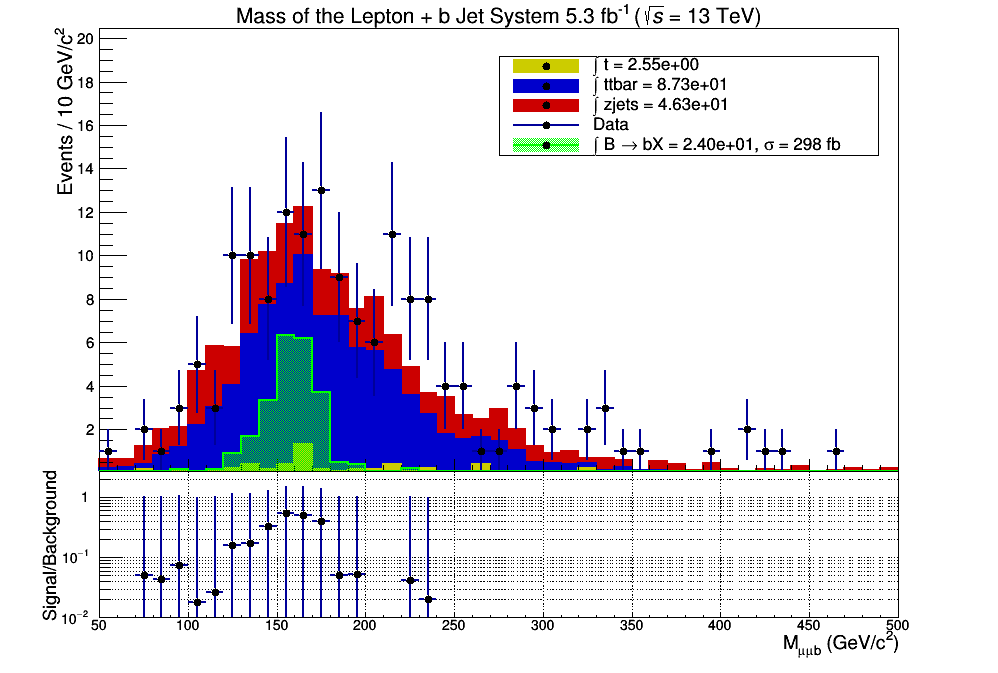 Mass of the Lepton + b Jet System 5.3 fb⁻¹ (√s = 13 TeV)
Events / 10 GeV/c²
20
18
16
14
12
10
8
6
4
2
∫ t = 2.55e+00
∫ ttbar = 8.73e+01
∫ zjets = 4.63e+01
Data
∫ B → bX = 2.40e+01, σ = 298 fb
Signal/Background
1
10⁻¹
10⁻²
50 100 150 200 250 300 350 400 450 500
M_μμb (GeV/c²)